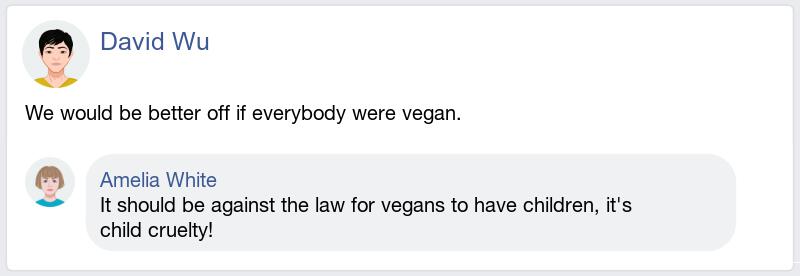 David Wu
We would be better off if everybody were vegan.
Amelia White
It should be against the law for vegans to have children, it's
child cruelty!